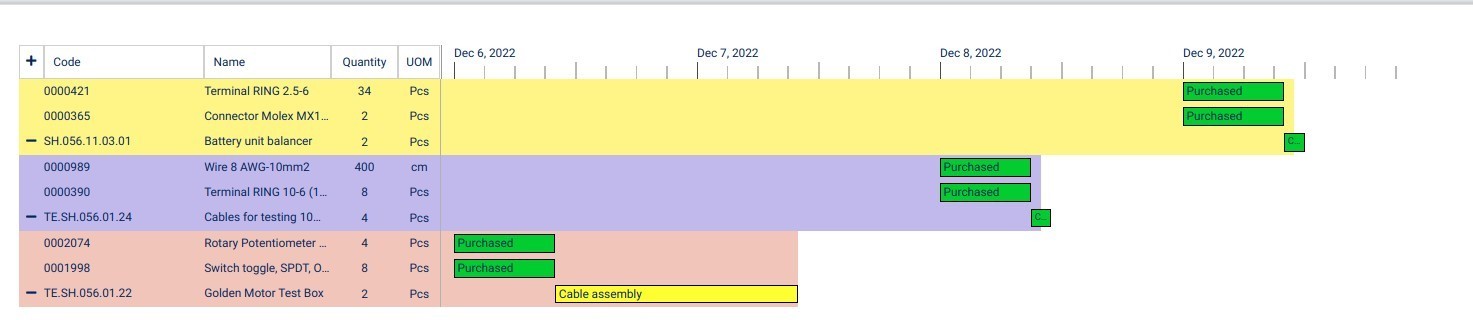 Dec 6, 2022 Dec 7, 2022 Dec 8, 2022 Dec 9, 2022
+ Code Name Quantity UOM
0000421 Terminal RING 2.5-6 34 Pcs Purchased
0000365 Connector Molex MX1... 2 Pcs Purchased
− SH.056.11.03.01 Battery unit balancer 2 Pcs C...
0000989 Wire 8 AWG-10mm2 400 cm Purchased
0000390 Terminal RING 10-6 (1... 8 Pcs Purchased
− TE.SH.056.01.24 Cables for testing 10... 4 Pcs C...
0002074 Rotary Potentiometer ... 4 Pcs Purchased
0001998 Switch toggle, SPDT, O... 8 Pcs Purchased
− TE.SH.056.01.22 Golden Motor Test Box 2 Pcs Cable assembly